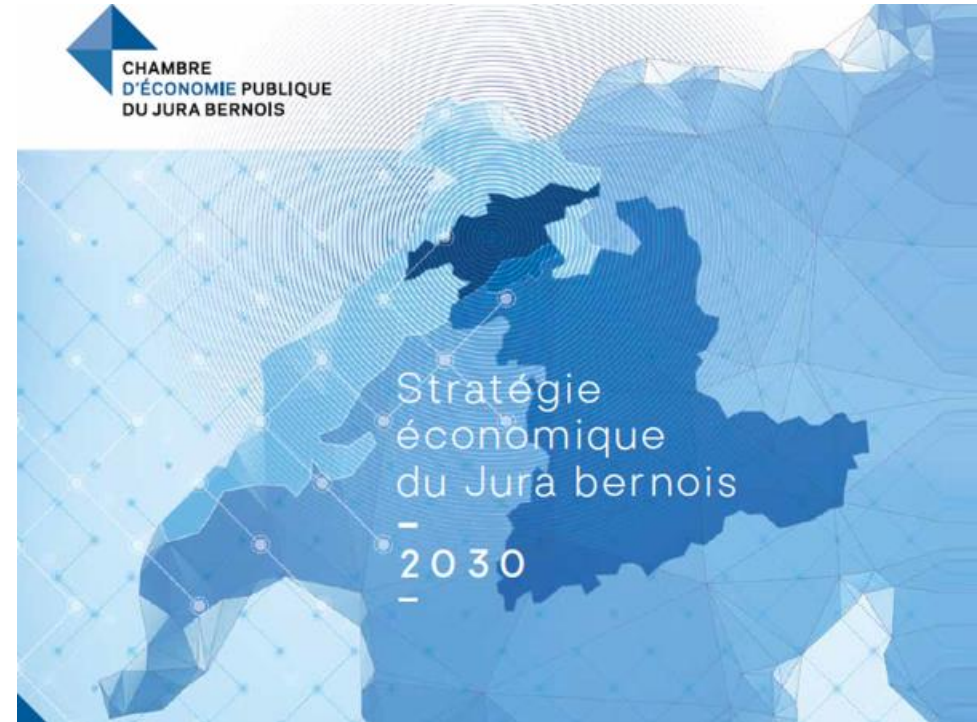 CHAMBRE
D'ÉCONOMIE PUBLIQUE
DU JURA BERNOIS
Stratégie
économique
du Jura bernois
–
2030
–